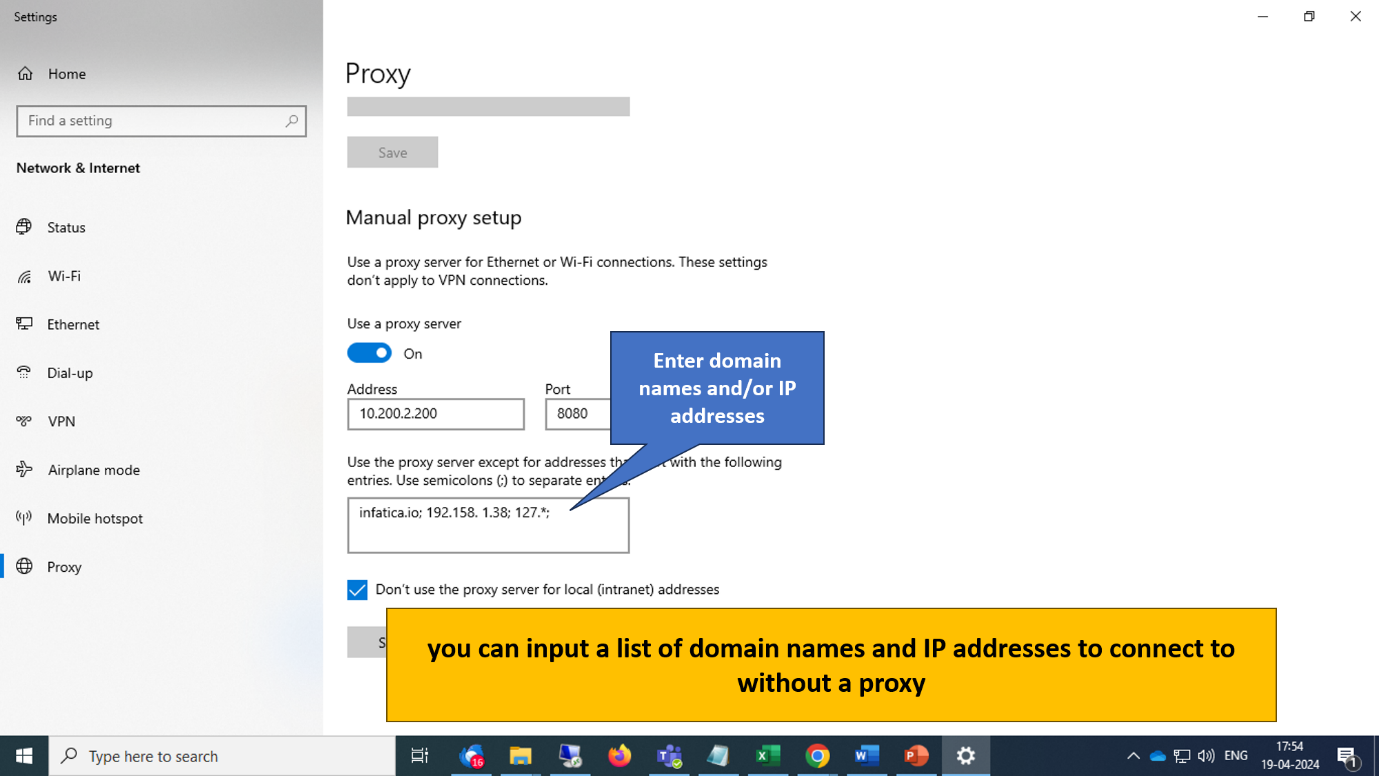 Settings
Home
Find a setting
Network & Internet
Status
Wi-Fi
Ethernet
Dial-up
VPN
Airplane mode
Mobile hotspot
Proxy
Proxy
Save
Manual proxy setup
Use a proxy server for Ethernet or Wi-Fi connections. These settings
don't apply to VPN connections.
Use a proxy server
On
Address
Port
10.200.2.200
8080
Enter domain
names and/or IP
addresses
Use the proxy server except for addresses with the following
entries. Use semicolons (;) to separate
infatica.io; 192.158. 1.38; 127.*;
Don't use the proxy server for local (intranet) addresses
you can input a list of domain names and IP addresses to connect to
without a proxy
Type here to search
16
ENG
17:54
19-04-2024
1